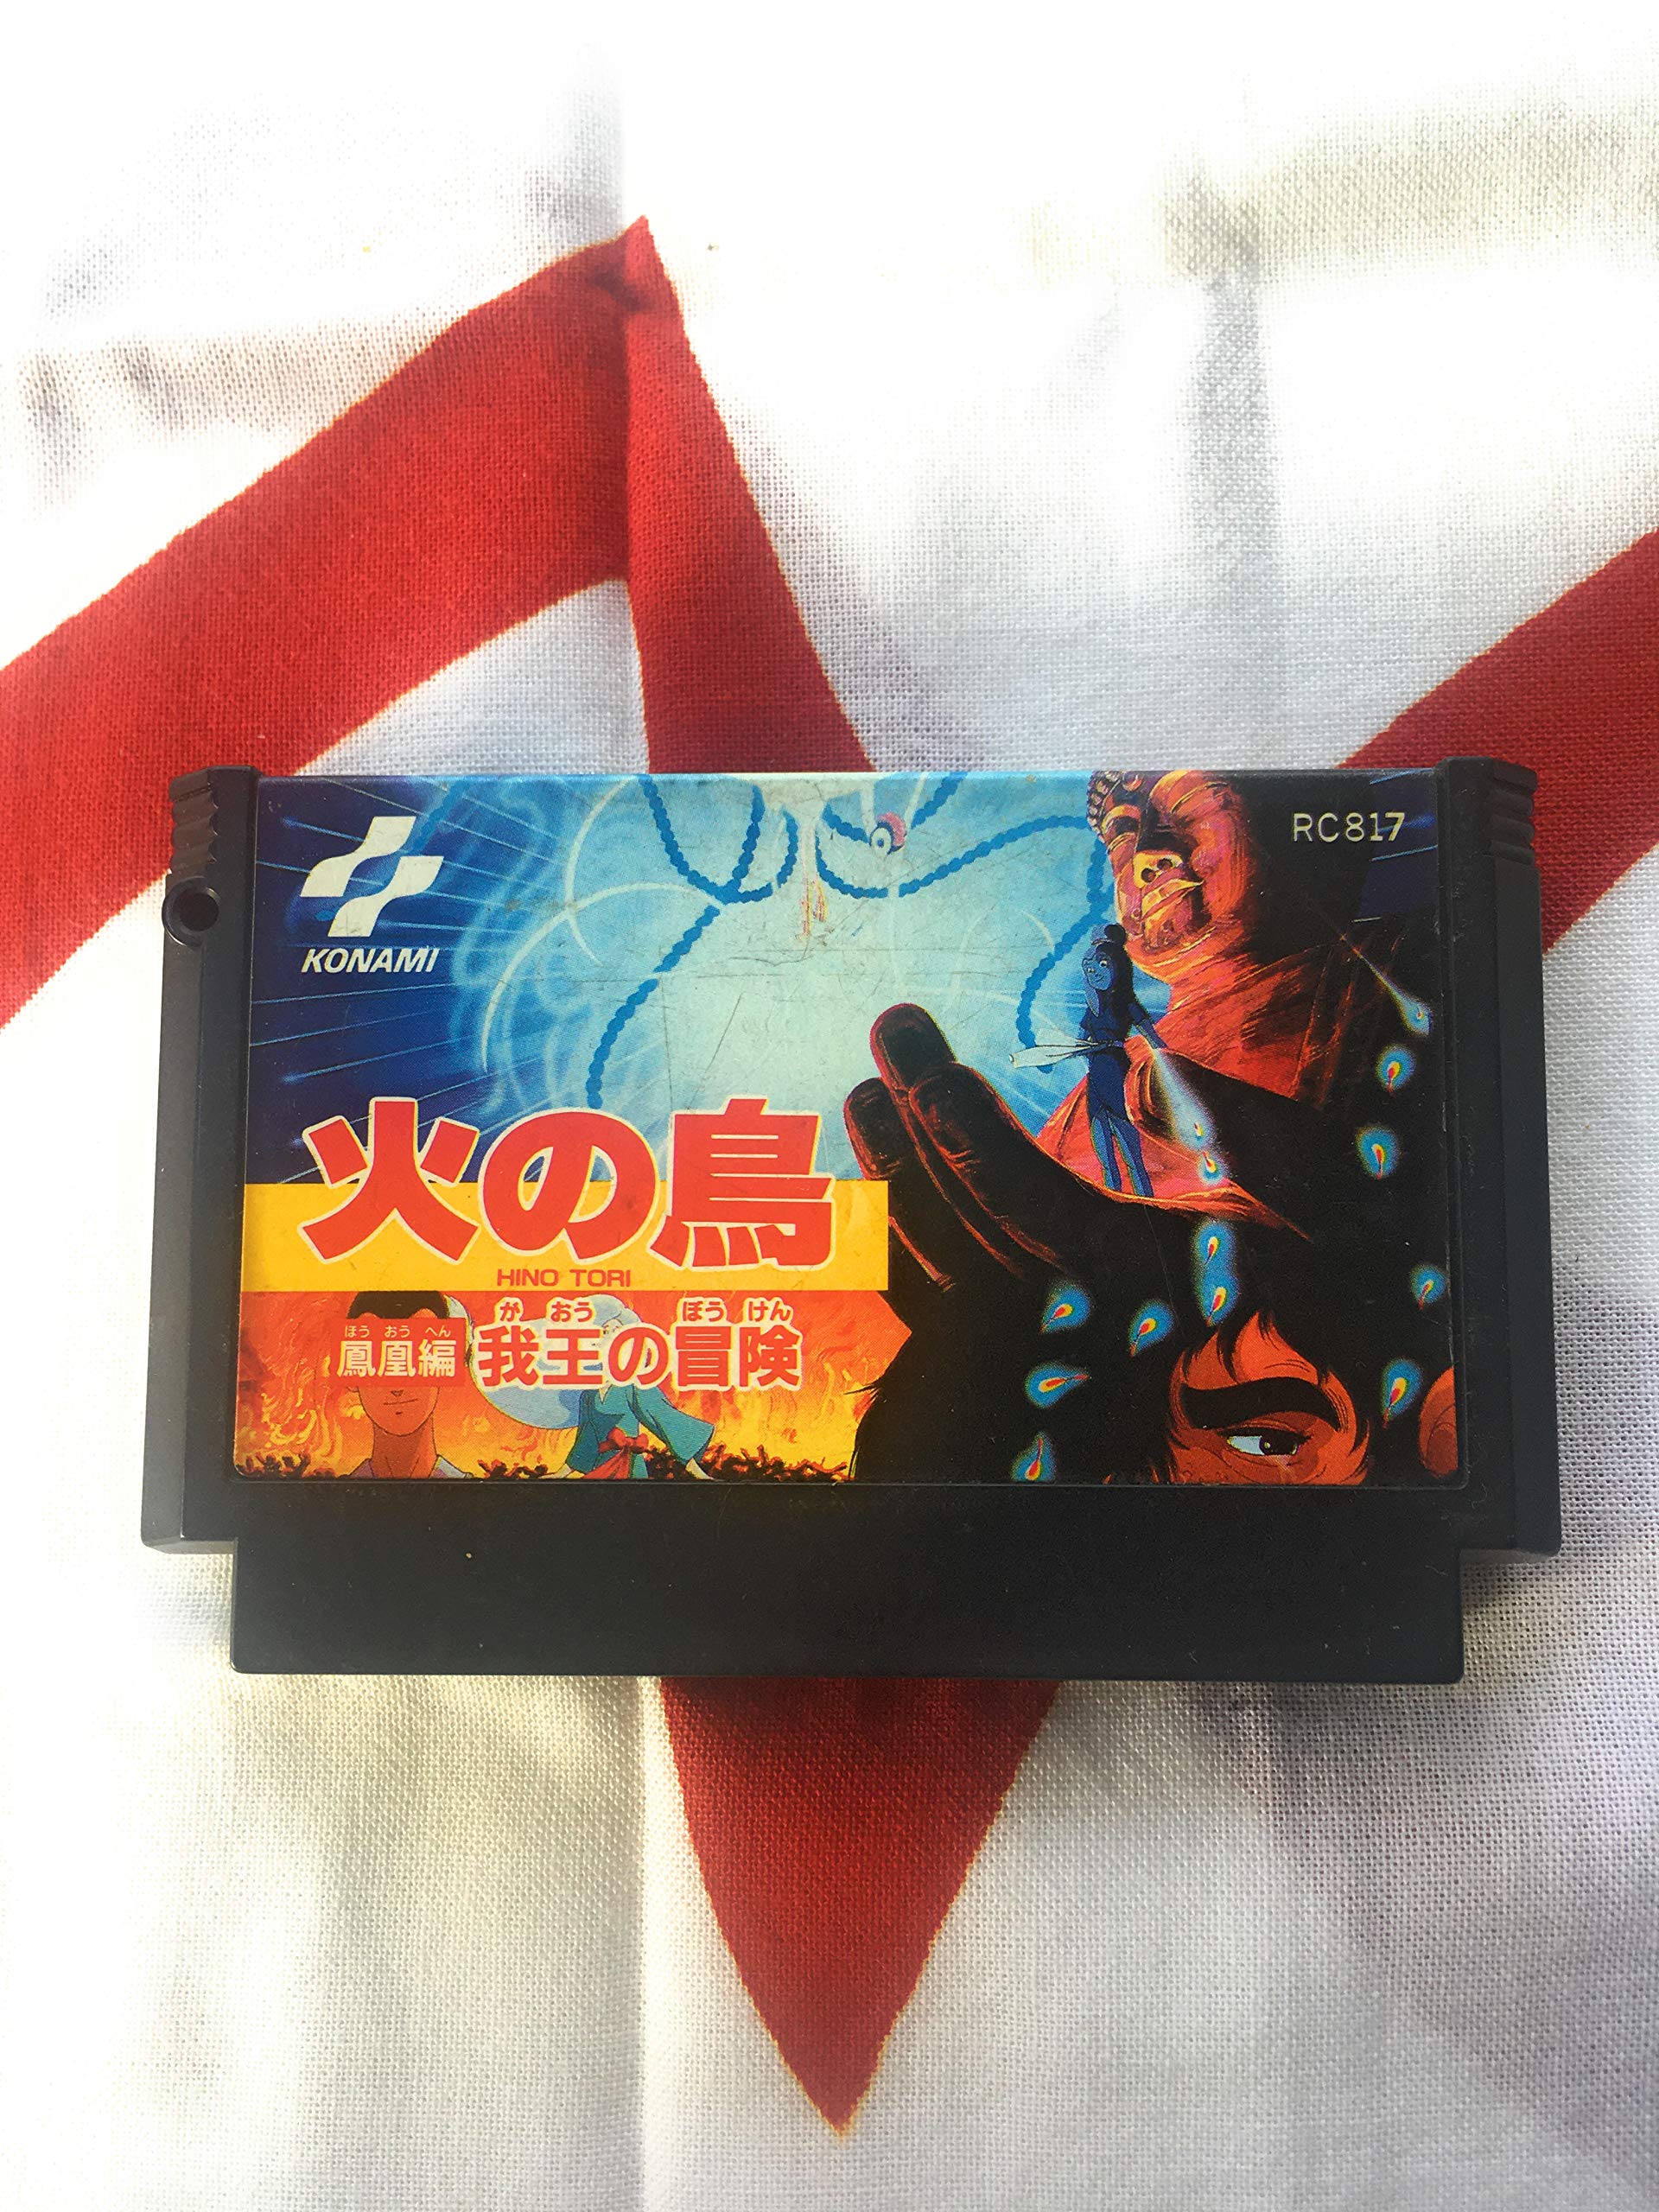 KONAMI
RC817
火の鳥
HINO TORI
ほう おう へん
が おう ぼう けん
鳳凰編 我王の冒険